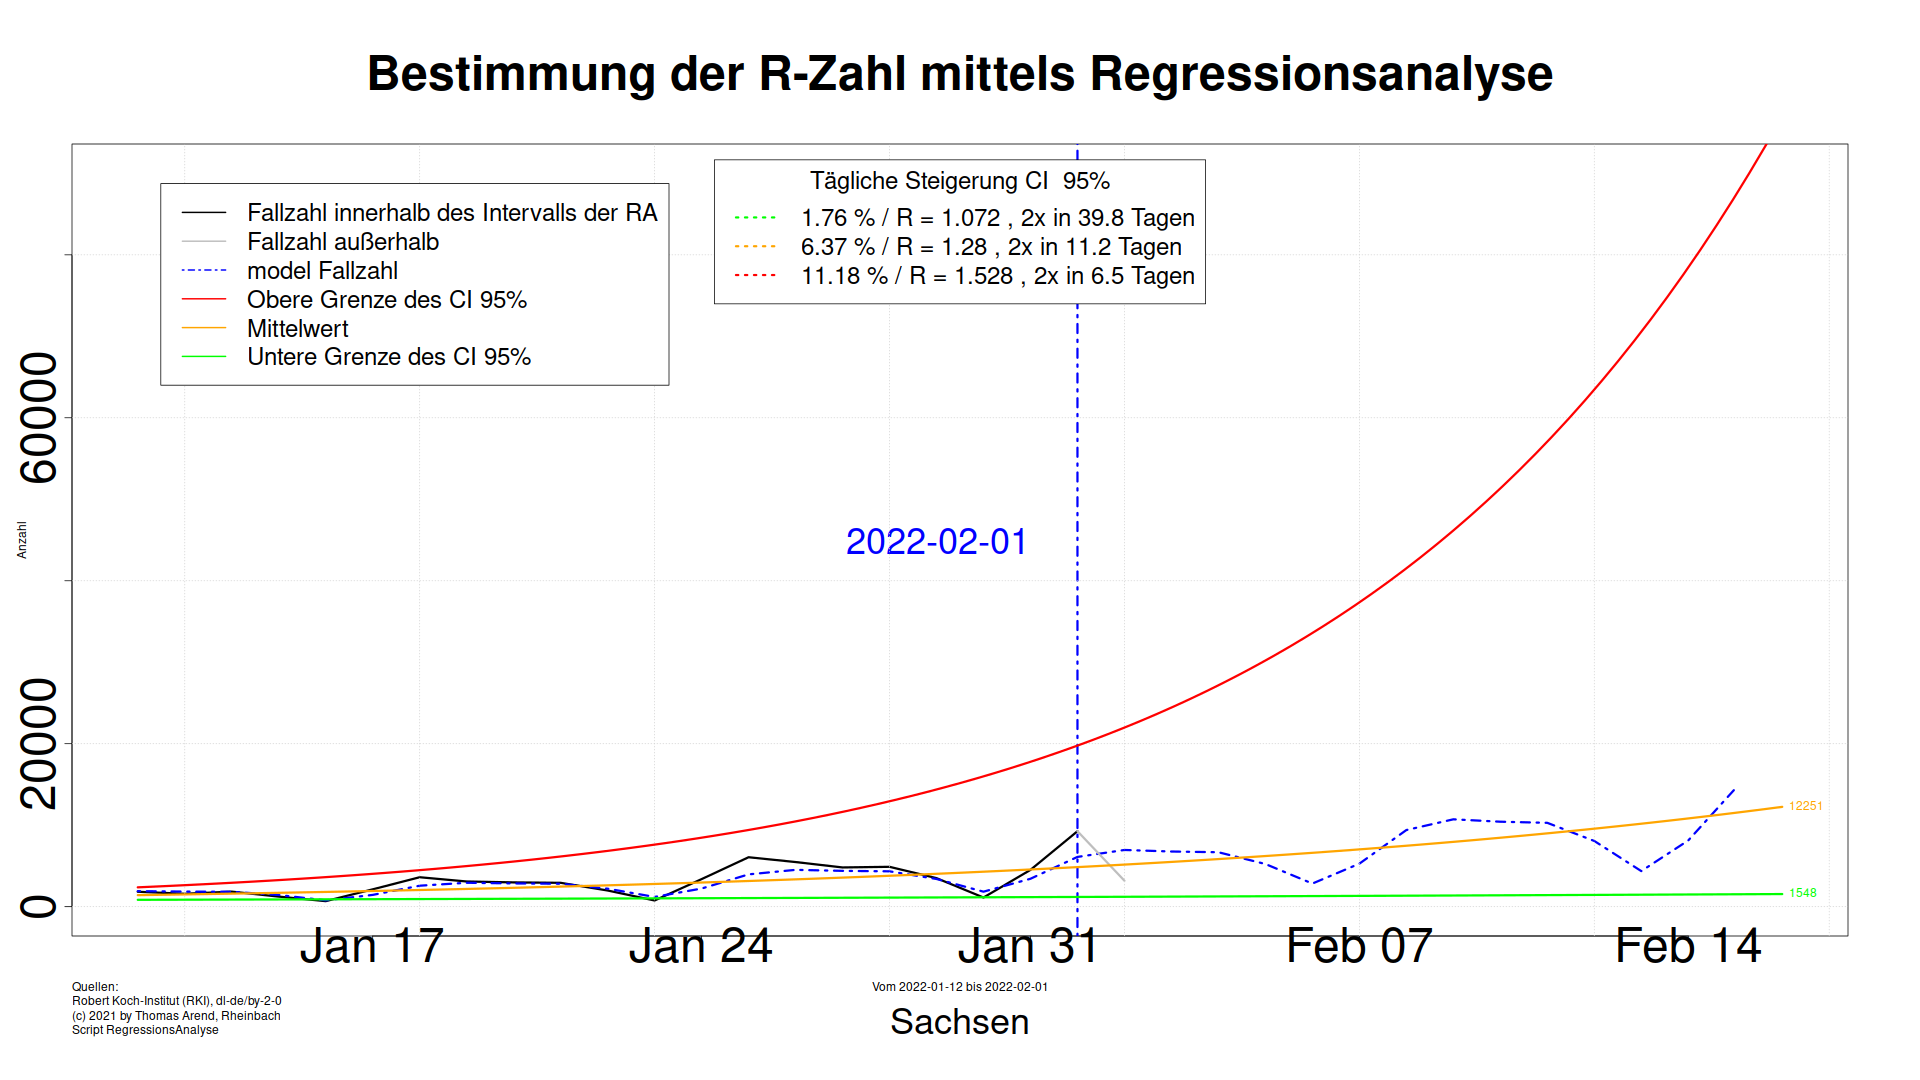 Bestimmung der R-Zahl mittels Regressionsanalyse
Fallzahl innerhalb des Intervalls der RA
Fallzahl außerhalb
model Fallzahl
Obere Grenze des CI 95%
Mittelwert
Untere Grenze des CI 95%
Tägliche Steigerung CI 95%
1.76 % / R = 1.072 , 2x in 39.8 Tagen
6.37 % / R = 1.28 , 2x in 11.2 Tagen
11.18 % / R = 1.528 , 2x in 6.5 Tagen
60000
20000
0
Anzahl
2022-02-01
12251
1548
Jan 17
Jan 24
Jan 31
Feb 07
Feb 14
Quellen:
Robert Koch-Institut (RKI), dl-de/by-2-0
(c) 2021 by Thomas Arend, Rheinbach
Script RegressionsAnalyse
Vom 2022-01-12 bis 2022-02-01
Sachsen